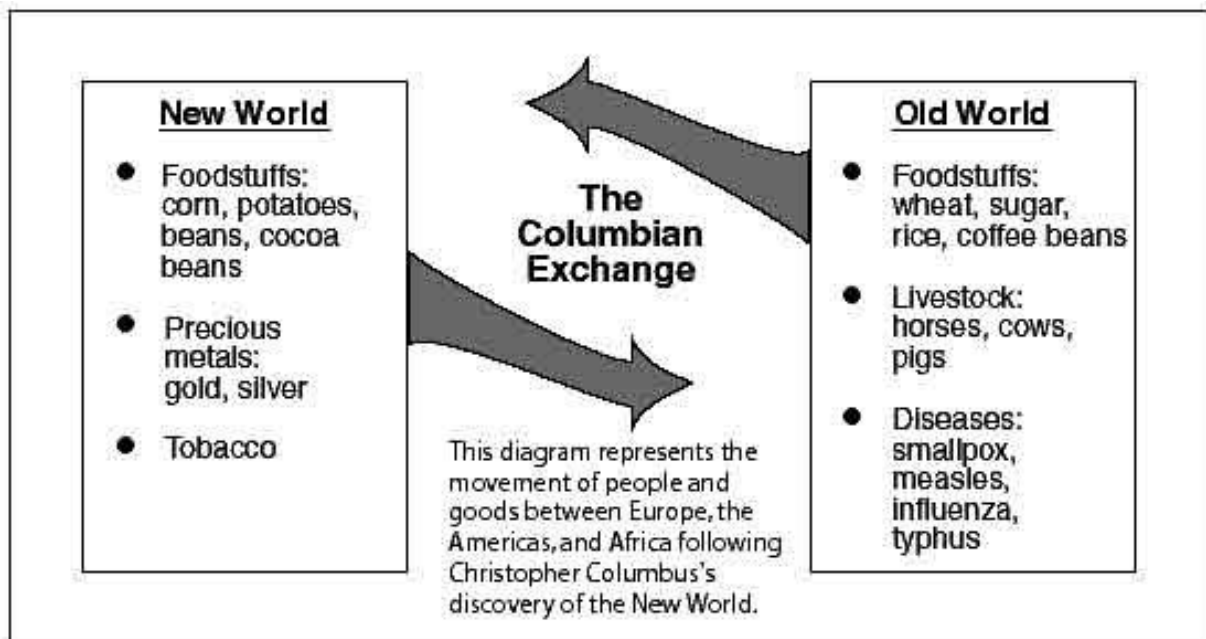 New World
Foodstuffs:
corn, potatoes,
beans, cocoa
beans
Precious
metals:
gold, silver
Tobacco
The
Columbian
Exchange
This diagram represents the
movement of people and
goods between Europe, the
Americas, and Africa following
Christopher Columbus's
discovery of the New World.
Old World
Foodstuffs:
wheat, sugar,
rice, coffee beans
Livestock:
horses, cows,
pigs
Diseases:
smallpox,
measles,
influenza,
typhus